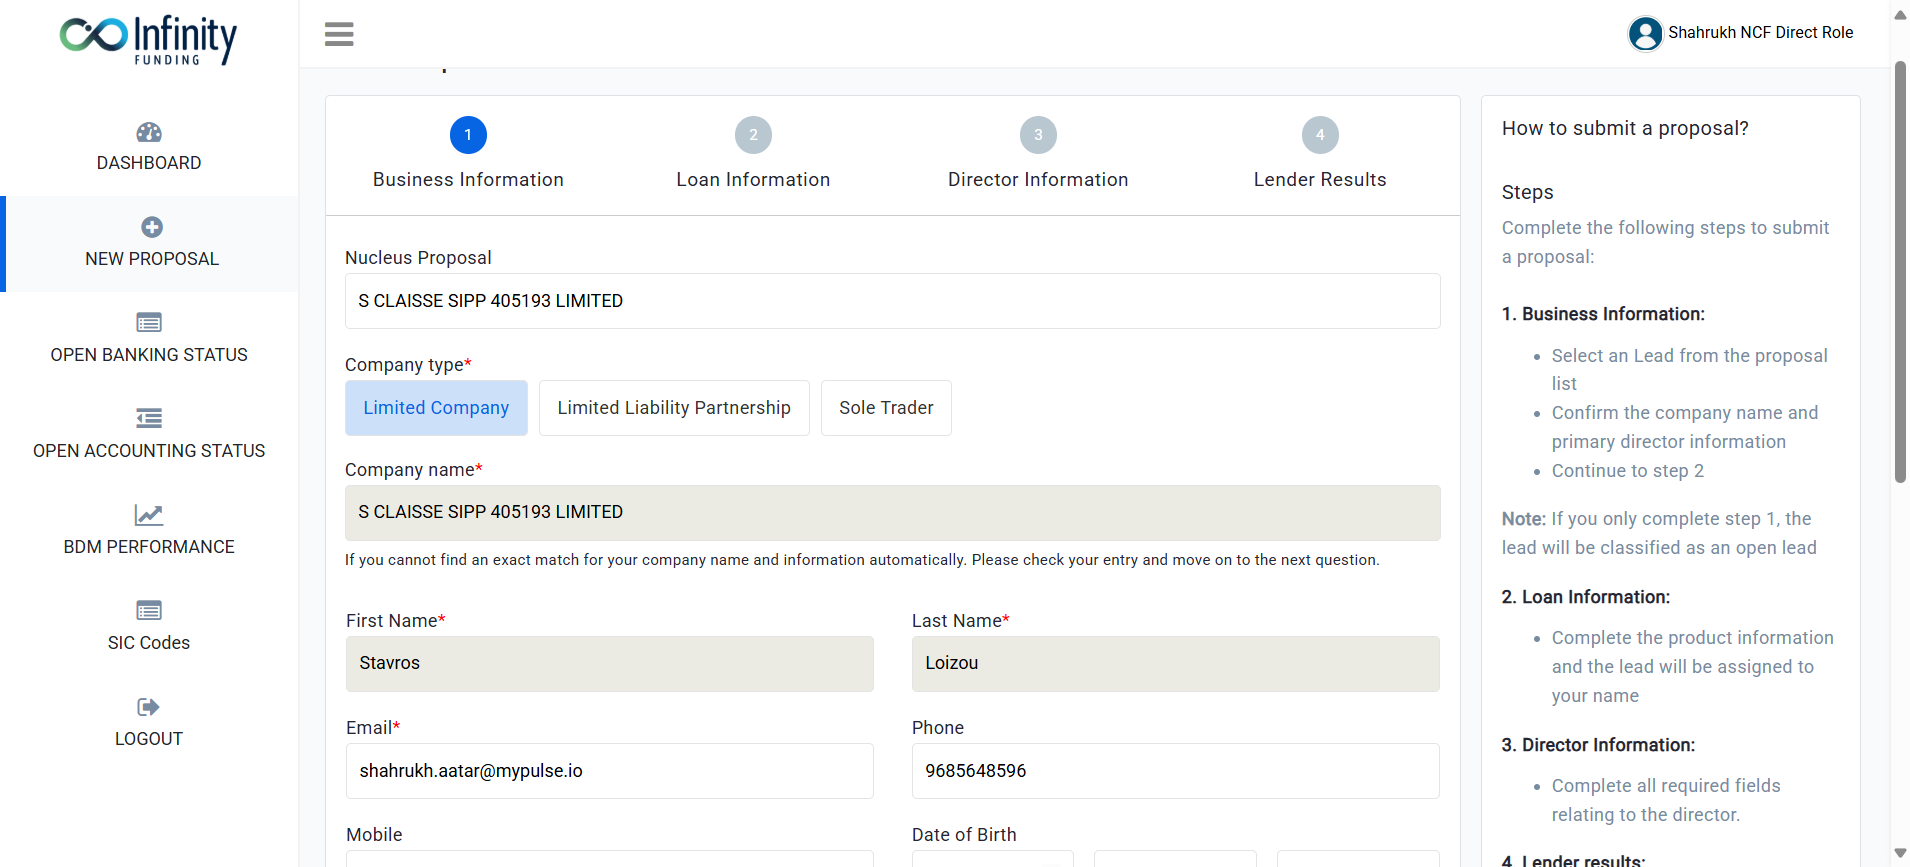 Infinity
FUNDING
Shahrukh NCF Direct Role
DASHBOARD
NEW PROPOSAL
OPEN BANKING STATUS
OPEN ACCOUNTING STATUS
BDM PERFORMANCE
SIC Codes
LOGOUT
1 2 3 4
Business Information Loan Information Director Information Lender Results
Nucleus Proposal
S CLAISSE SIPP 405193 LIMITED
Company type*
Limited Company Limited Liability Partnership Sole Trader
Company name*
S CLAISSE SIPP 405193 LIMITED
If you cannot find an exact match for your company name and information automatically. Please check your entry and move on to the next question.
First Name* Last Name*
Stavros Loizou
Email* Phone
shahrukh.aatar@mypulse.io 9685648596
Mobile Date of Birth
How to submit a proposal?
Steps
Complete the following steps to submit
a proposal:
1. Business Information:
• Select an Lead from the proposal
list
• Confirm the company name and
primary director information
• Continue to step 2
Note: If you only complete step 1, the
lead will be classified as an open lead
2. Loan Information:
• Complete the product information
and the lead will be assigned to
your name
3. Director Information:
• Complete all required fields
relating to the director.
4. Lender results: